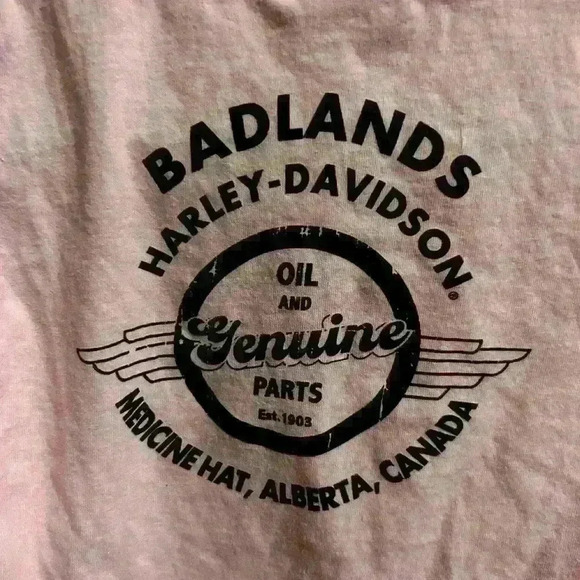 BADLANDS
HARLEY-DAVIDSON®
OIL
AND
Genuine
PARTS
Est. 1903
MEDICINE HAT, ALBERTA, CANADA